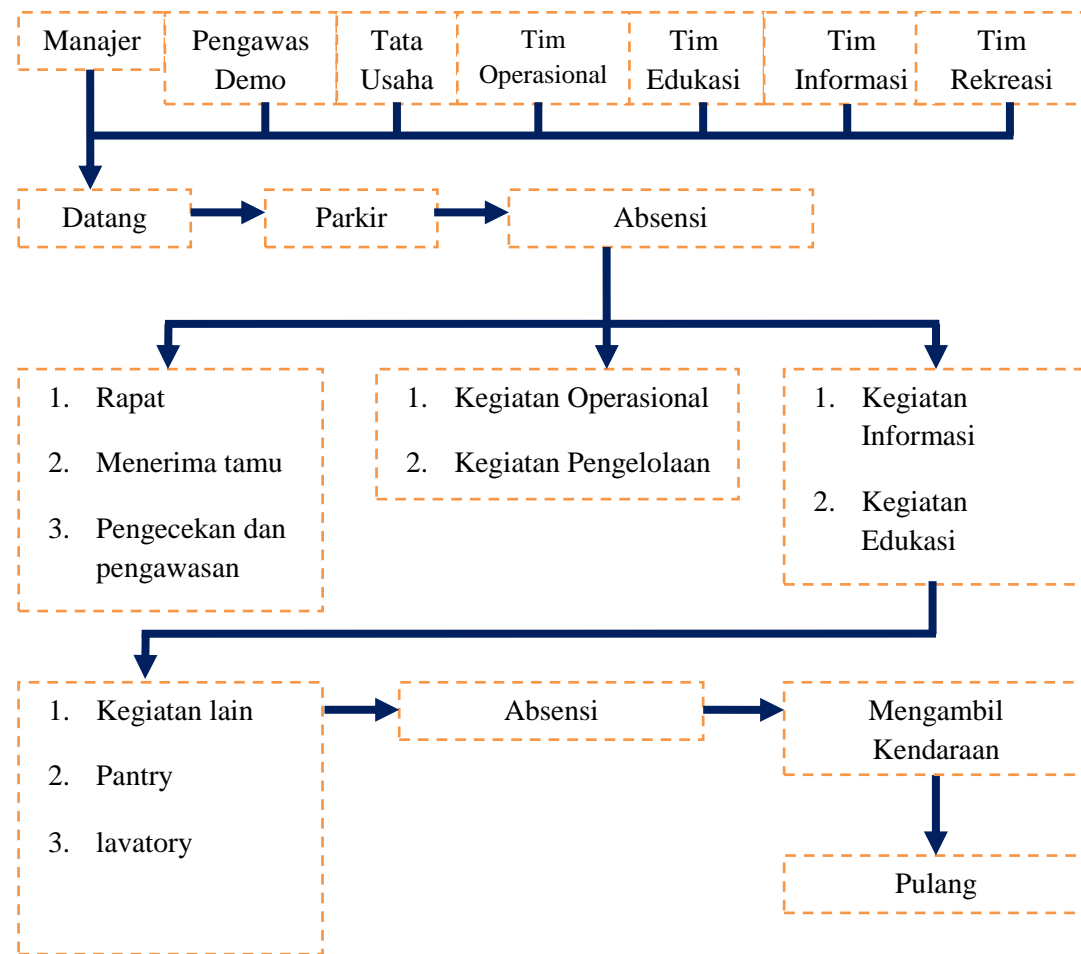 Manajer
Pengawas
Demo
Tata
Usaha
Tim
Operasional
Tim
Edukasi
Tim
Informasi
Tim
Rekreasi
Datang
Parkir
Absensi
1. Rapat
2. Menerima tamu
3. Pengecekan dan
pengawasan
1. Kegiatan Operasional
2. Kegiatan Pengelolaan
1. Kegiatan
Informasi
2. Kegiatan
Edukasi
1. Kegiatan lain
2. Pantry
3. lavatory
Absensi
Mengambil
Kendaraan
Pulang